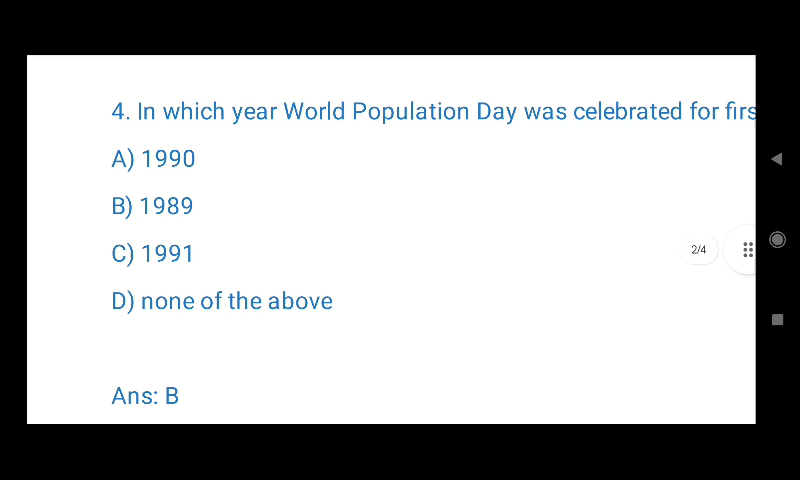 4. In which year World Population Day was celebrated for firs
A) 1990
B) 1989
C) 1991
2/4
D) none of the above
Ans: B